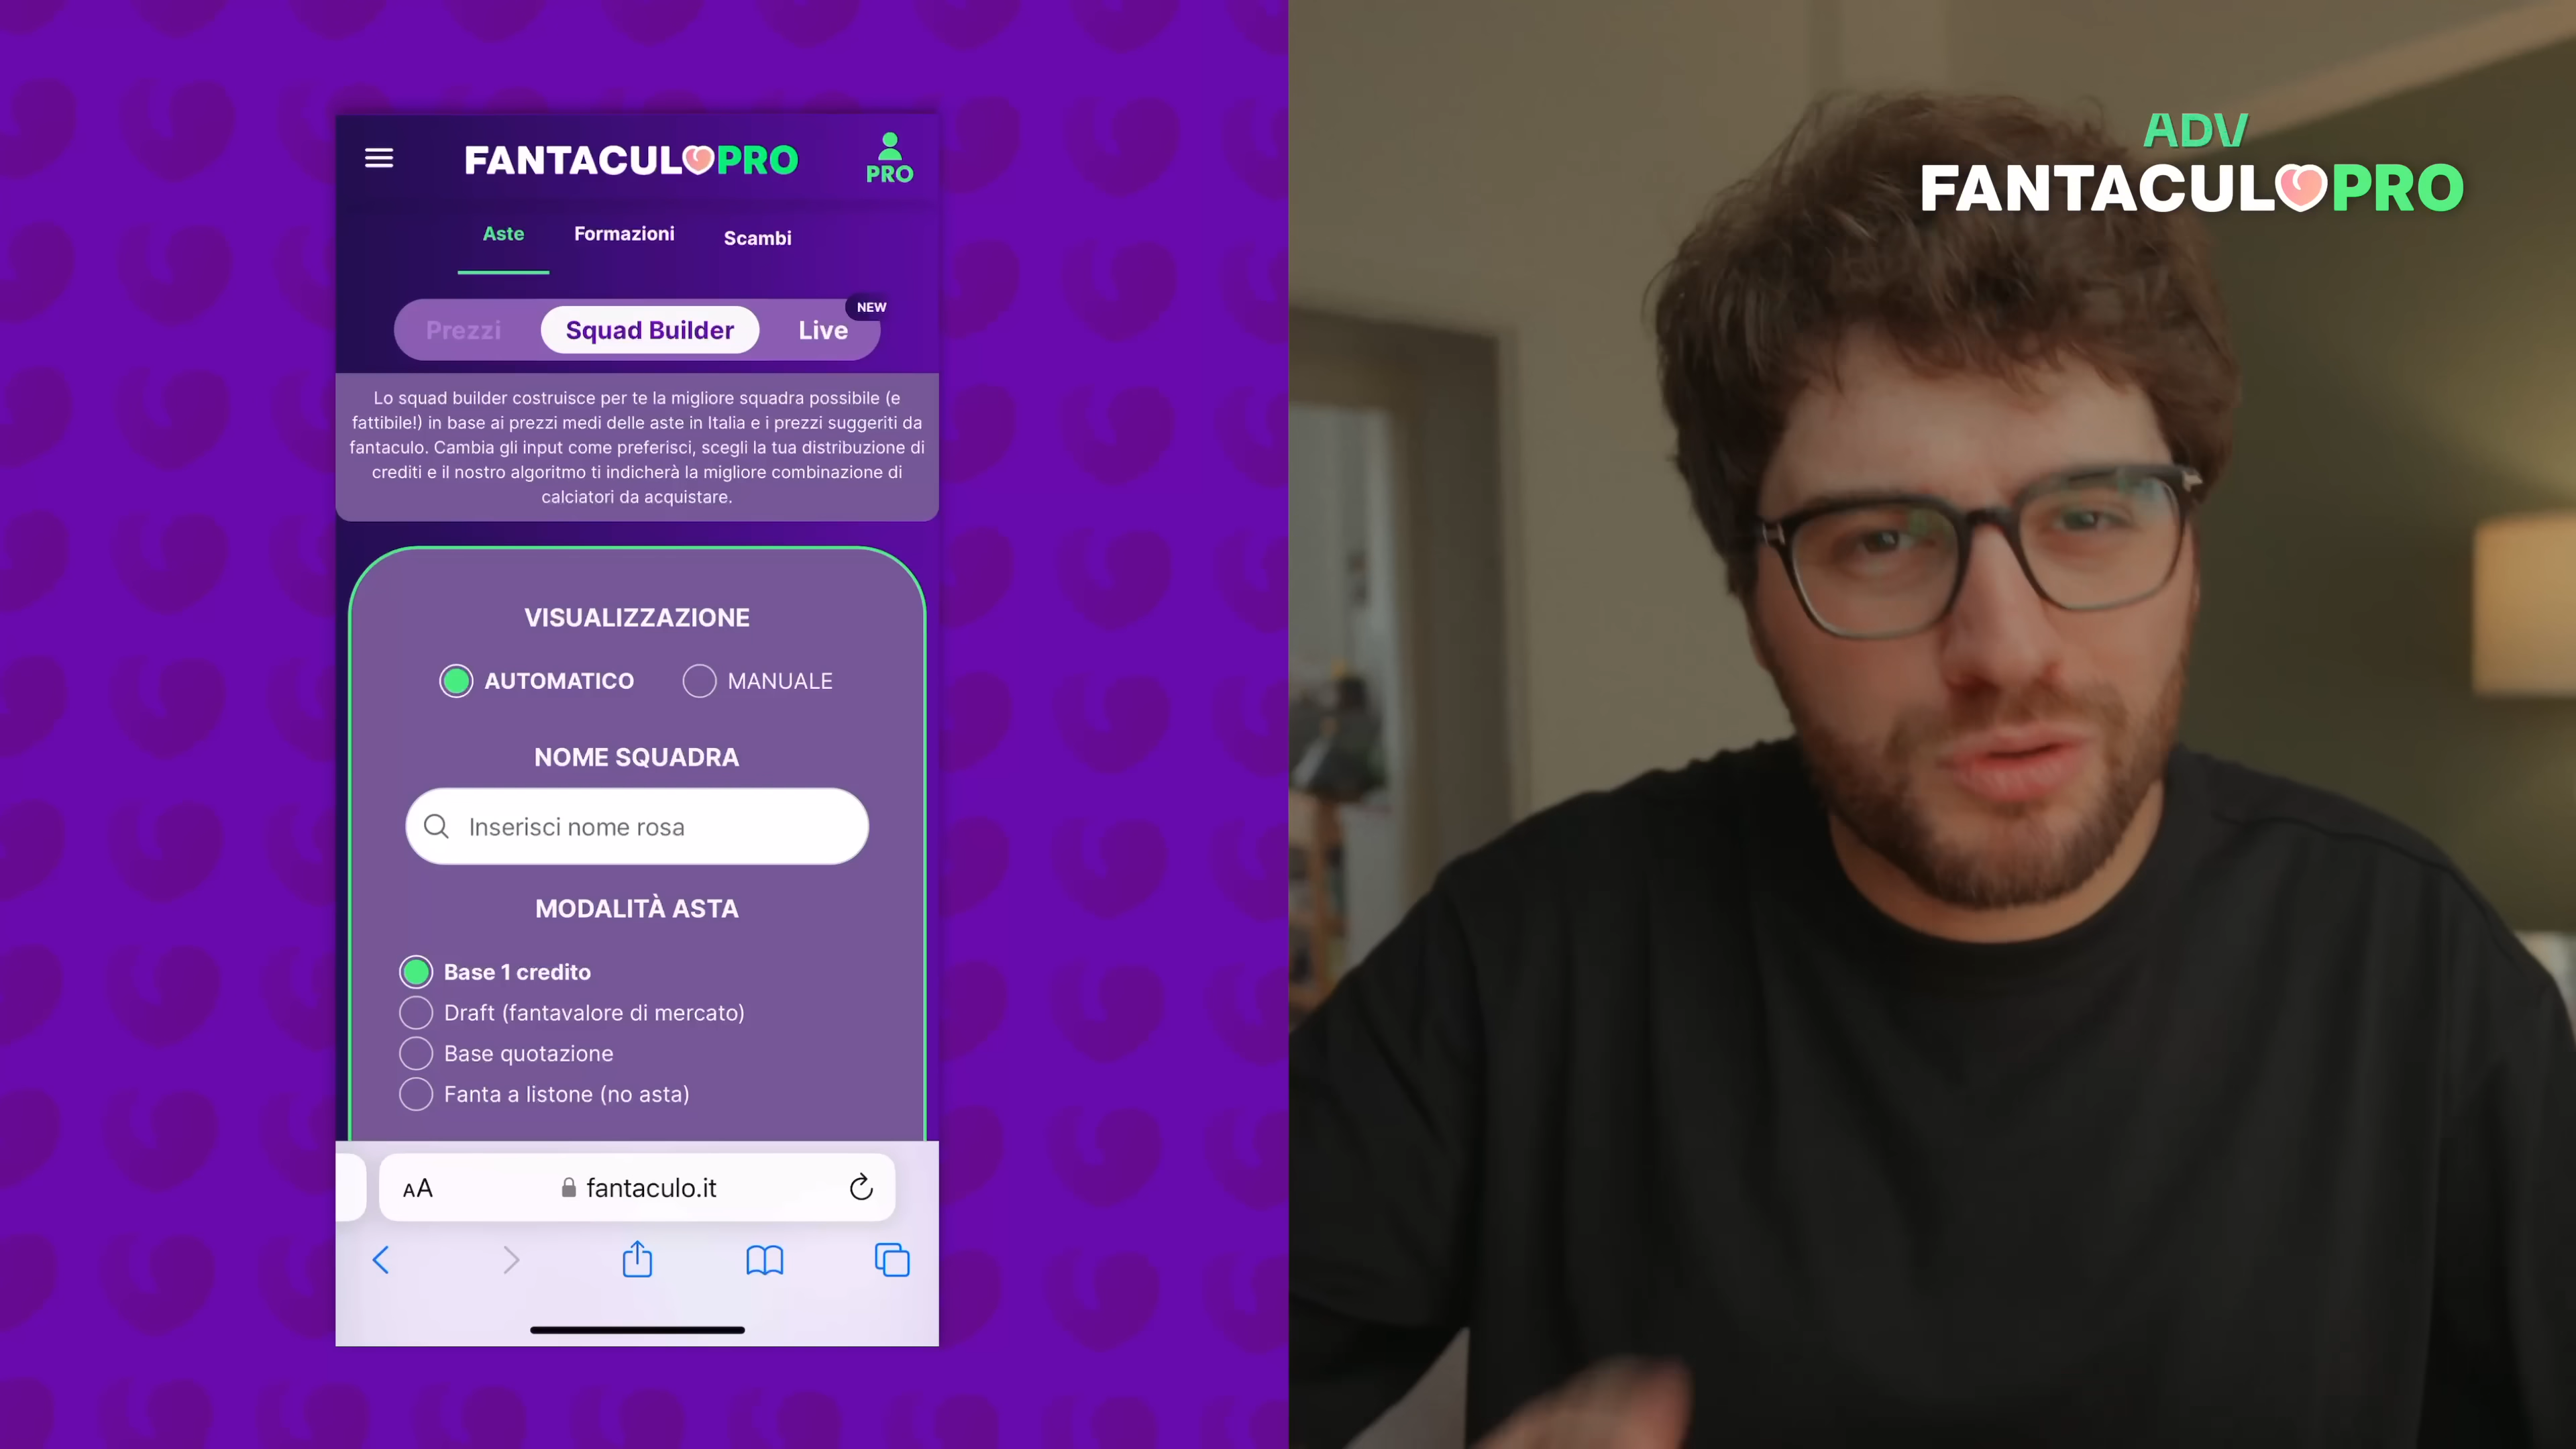 FANTACULOPRO
PRO
Aste Formazioni Scambi
NEW
Prezzi Squad Builder Live
Lo squad builder costruisce per te la migliore squadra possibile (e
fattibile!) in base ai prezzi medi delle aste in Italia e i prezzi suggeriti da
fantaculo. Cambia gli input come preferisci, scegli la tua distribuzione di
crediti e il nostro algoritmo ti indicherà la migliore combinazione di
calciatori da acquistare.
VISUALIZZAZIONE
AUTOMATICO MANUALE
NOME SQUADRA
Inserisci nome rosa
MODALITÀ ASTA
Base 1 credito
Draft (fantavalore di mercato)
Base quotazione
Fanta a listone (no asta)
AA fantaculo.it
ADV
FANTACULOPRO